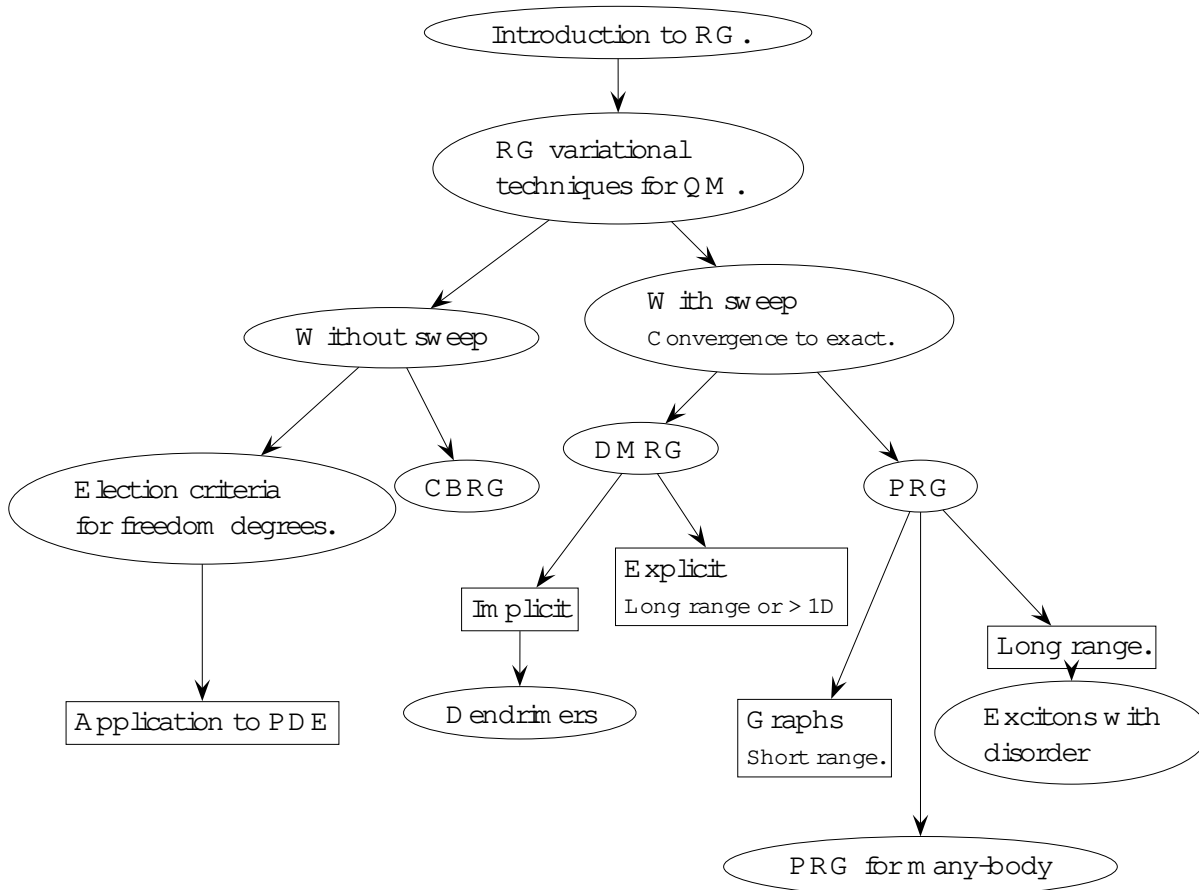 Introduction to RG.
RG variational
techniques for QM.
With sweep
Convergence to exact.
Without sweep
DMRG
CBRG
PRG
Election criteria
for freedom degrees.
Explicit
Long range or > 1D
Implicit
Long range.
Application to PDE
Dendrimers
Graphs
Short range.
Excitons with
disorder
PRG for many-body